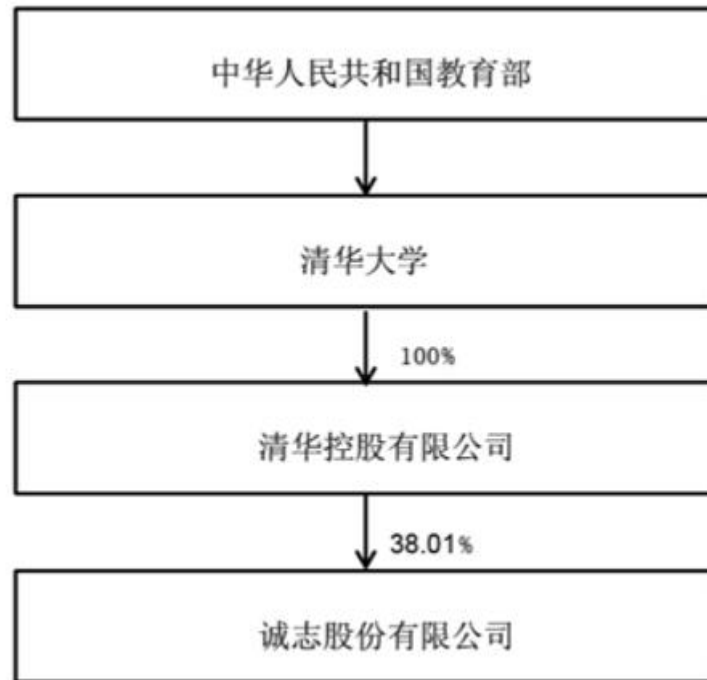 中华人民共和国教育部
清华大学
100%
清华控股有限公司
38.01%
诚志股份有限公司